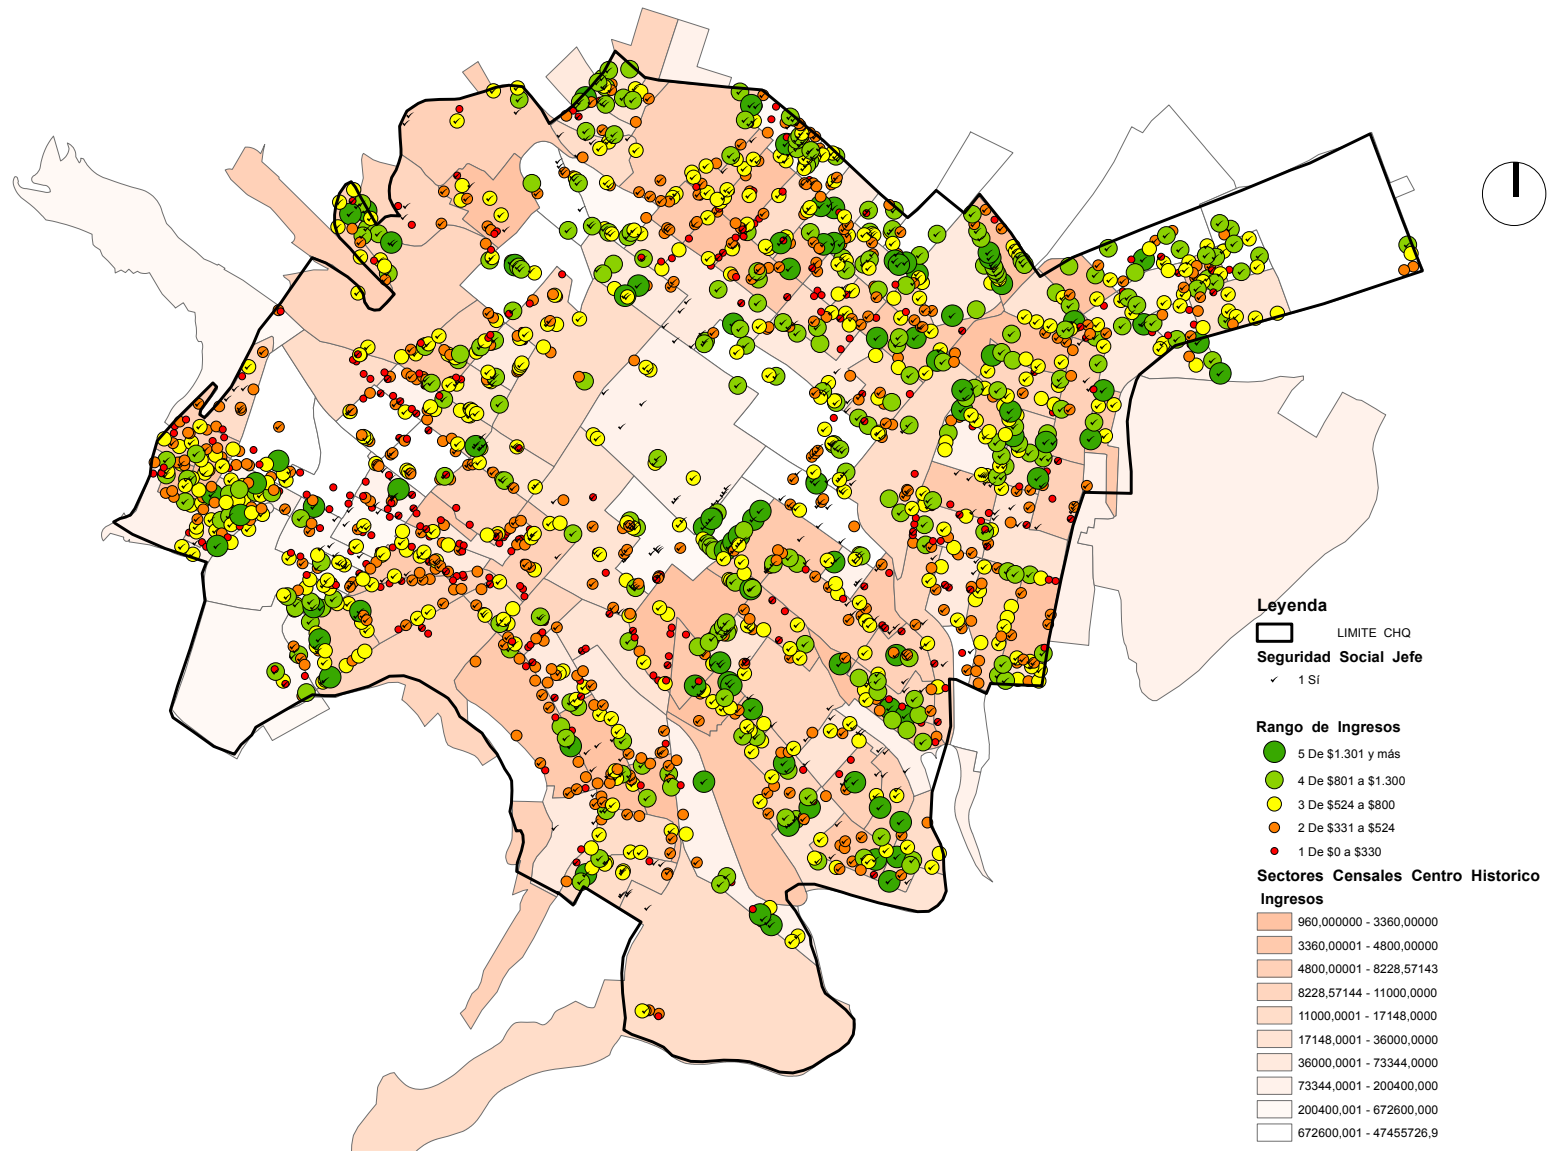 Leyenda
LIMITE CHQ
Seguridad Social Jefe
1 Sí
Rango de Ingresos
5 De $1.301 y más
4 De $801 a $1.300
3 De $524 a $800
2 De $331 a $524
1 De $0 a $330
Sectores Censales Centro Historico
Ingresos
960,000000 - 3360,00000
3360,00001 - 4800,00000
4800,00001 - 8228,57143
8228,57144 - 11000,0000
11000,0001 - 17148,0000
17148,0001 - 36000,0000
36000,0001 - 73344,0000
73344,0001 - 200400,000
200400,001 - 672600,000
672600,001 - 47455726,9